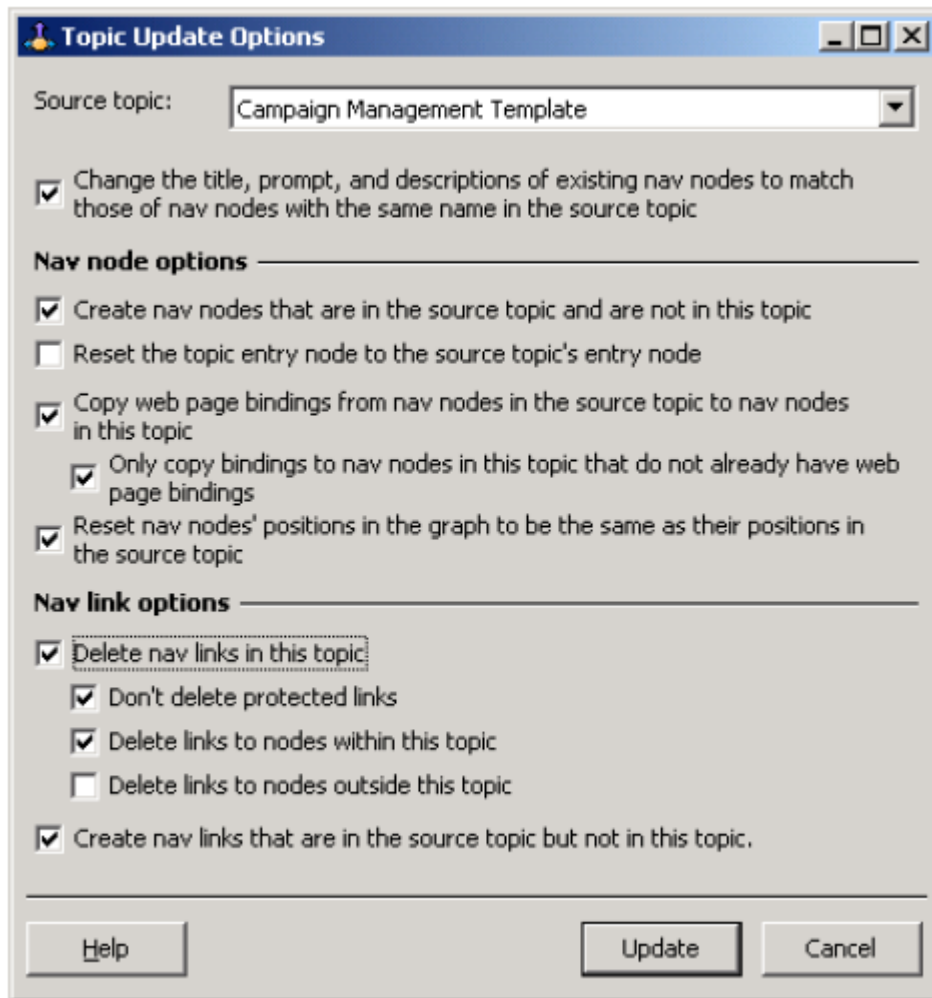 Topic Update Options
Source topic:
Campaign Management Template
Change the title, prompt, and descriptions of existing nav nodes to match
those of nav nodes with the same name in the source topic
Nav node options
Create nav nodes that are in the source topic and are not in this topic
Reset the topic entry node to the source topic's entry node
Copy web page bindings from nav nodes in the source topic to nav nodes
in this topic
Only copy bindings to nav nodes in this topic that do not already have web
page bindings
Reset nav nodes' positions in the graph to be the same as their positions in
the source topic
Nav link options
Delete nav links in this topic
Don't delete protected links
Delete links to nodes within this topic
Delete links to nodes outside this topic
Create nav links that are in the source topic but not in this topic.
Help
Update
Cancel